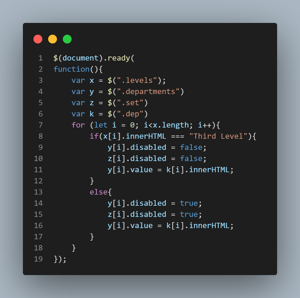 1 $(document).ready(
2 function(){
3 var x = $(".levels");
4 var y = $(".departments")
5 var z = $(".set")
6 var k = $(".dep")
7 for (let i = 0; i<x.length; i++){
8 if(x[i].innerHTML === "Third Level"){
9 y[i].disabled = false;
10 z[i].disabled = false;
11 y[i].value = k[i].innerHTML;
12 }
13 else{
14 y[i].disabled = true;
15 z[i].disabled = true;
16 y[i].value = k[i].innerHTML;
17 }
18 }
19 });